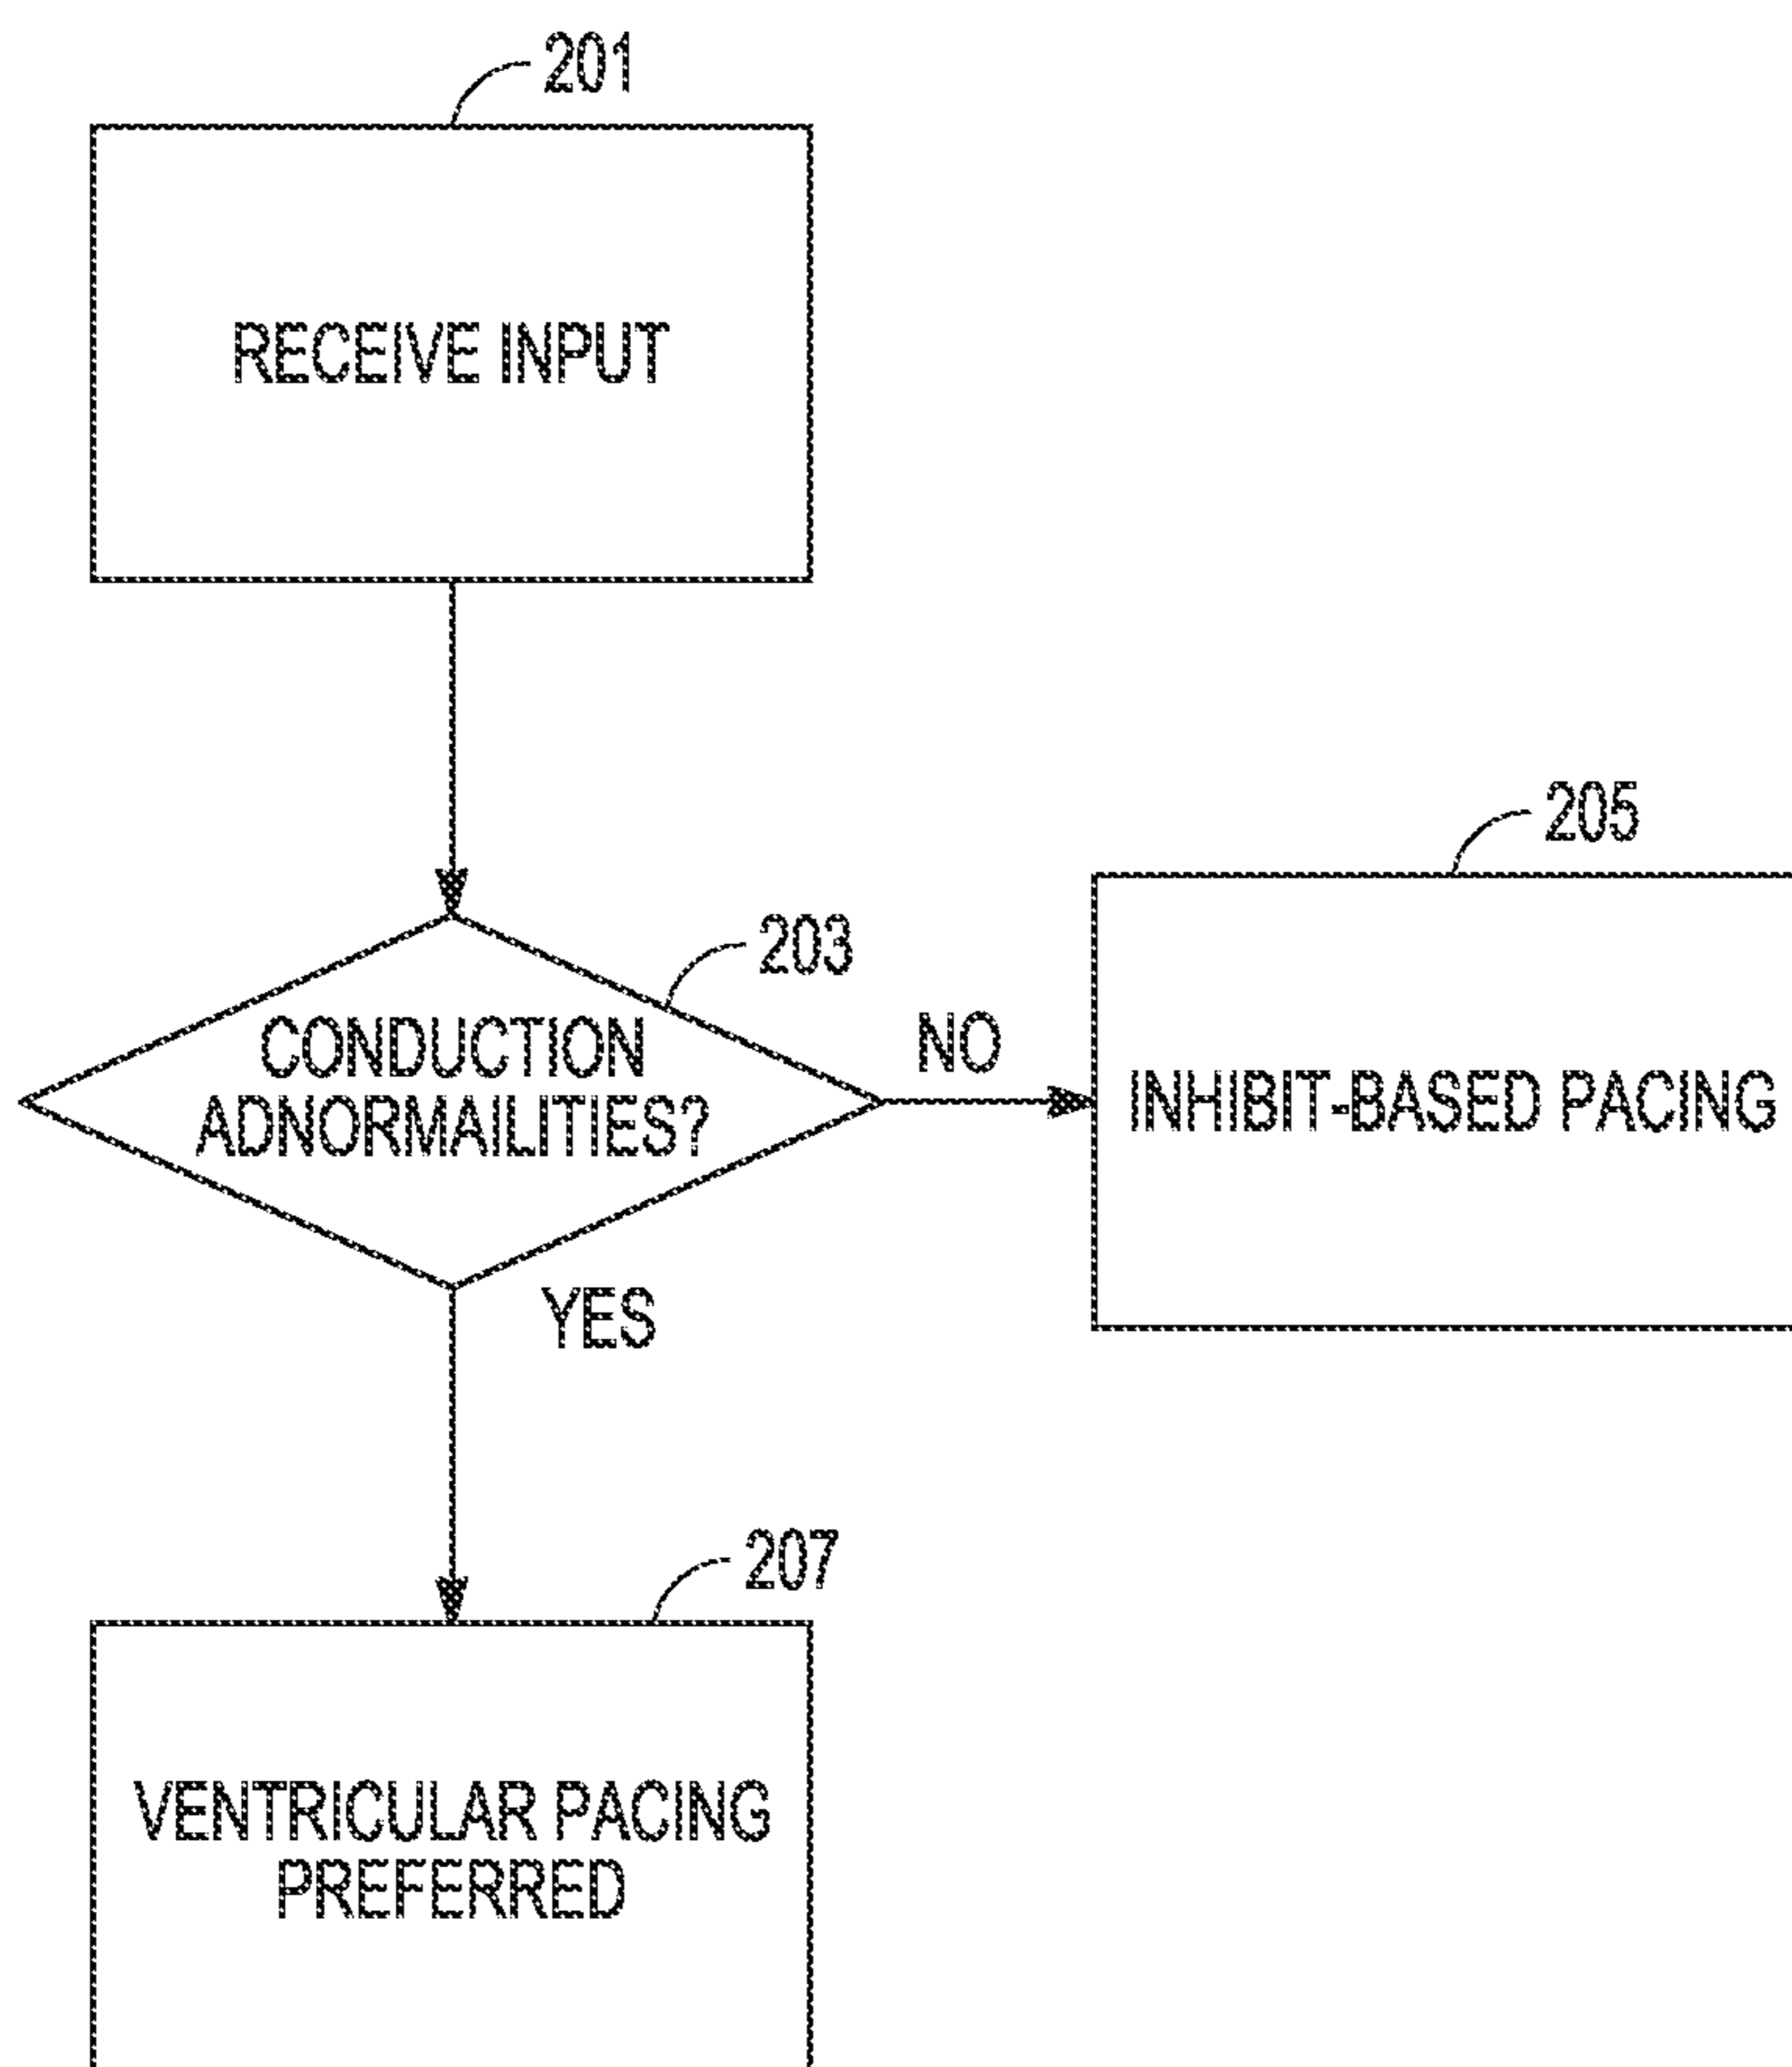 201
RECEIVE INPUT
203
CONDUCTION
ADNORMAILITIES?
NO
205
INHIBIT-BASED PACING
YES
207
VENTRICULAR PACING
PREFERRED